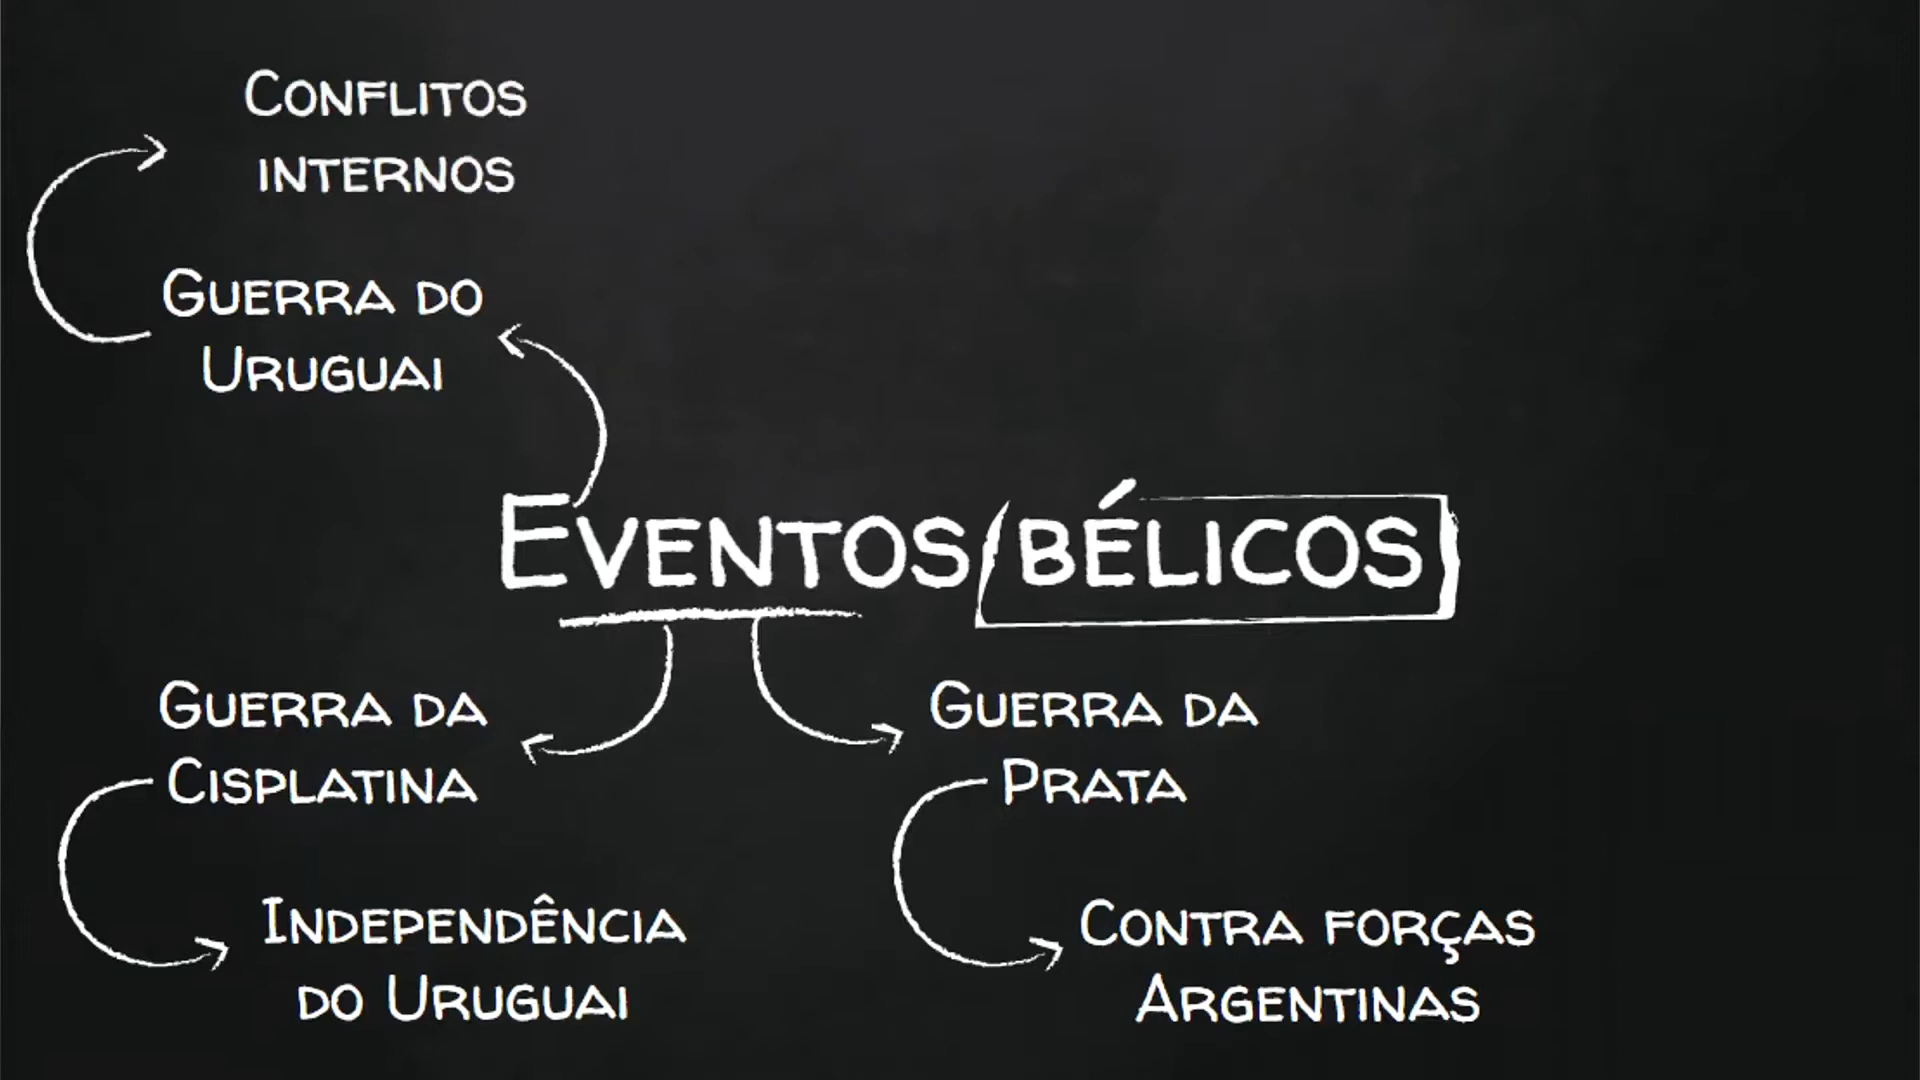 Conflitos
internos
Guerra do
Uruguai
Eventos bélicos
Guerra da
Cisplatina
Independência
do Uruguai
Guerra da
Prata
Contra forças
Argentinas